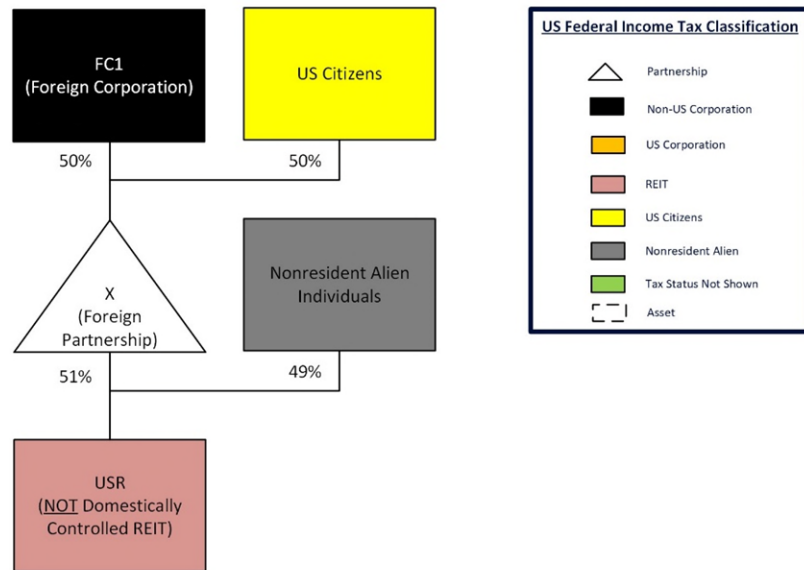 FC1
(Foreign Corporation)
US Citizens
50%
50%
X
(Foreign
Partnership)
Nonresident Alien
Individuals
51%
49%
USR
(NOT Domestically
Controlled REIT)
US Federal Income Tax Classification
Partnership
Non-US Corporation
US Corporation
REIT
US Citizens
Nonresident Alien
Tax Status Not Shown
Asset